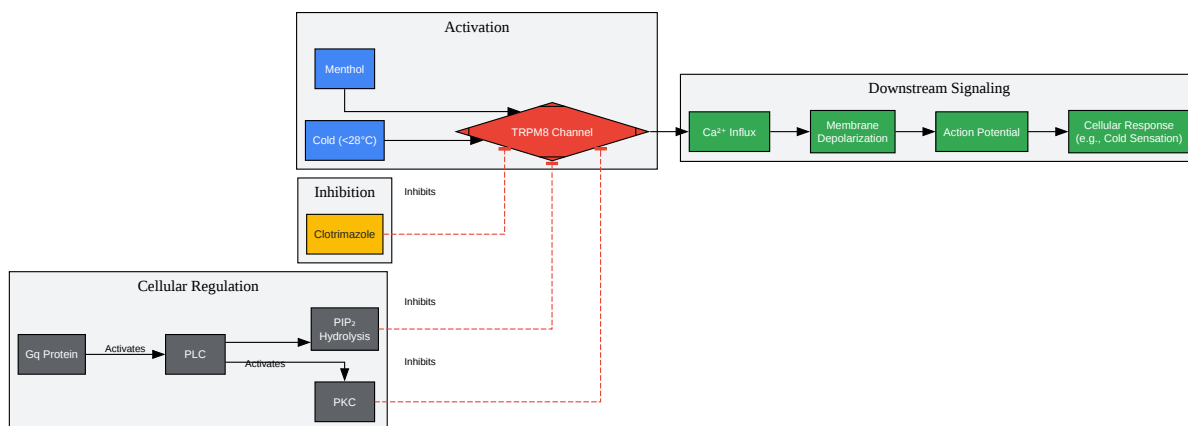 Activation
Menthol
Cold (<28°C)
TRPM8 Channel
Downstream Signaling
Ca²⁺ Influx
Membrane
Depolarization
Action Potential
Cellular Response
(e.g., Cold Sensation)
Inhibition
Clotrimazole
Inhibits
Cellular Regulation
Gq Protein
Activates
PLC
PIP₂
Hydrolysis
Inhibits
Activates
PKC
Inhibits